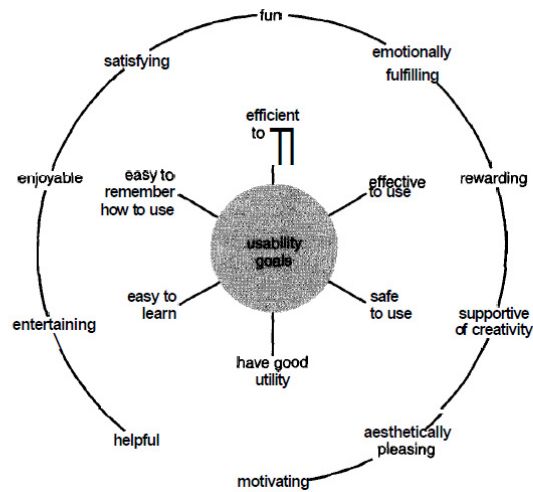 fun
satisfying
emotionally
fulfilling
efficient
to
enjoyable
easy to
remember
how to use
effective
to use
rewarding
usability
goals
easy to
learn
safe
to use
entertaining
supportive
of creativity
have good
utility
helpful
aesthetically
pleasing
motivating